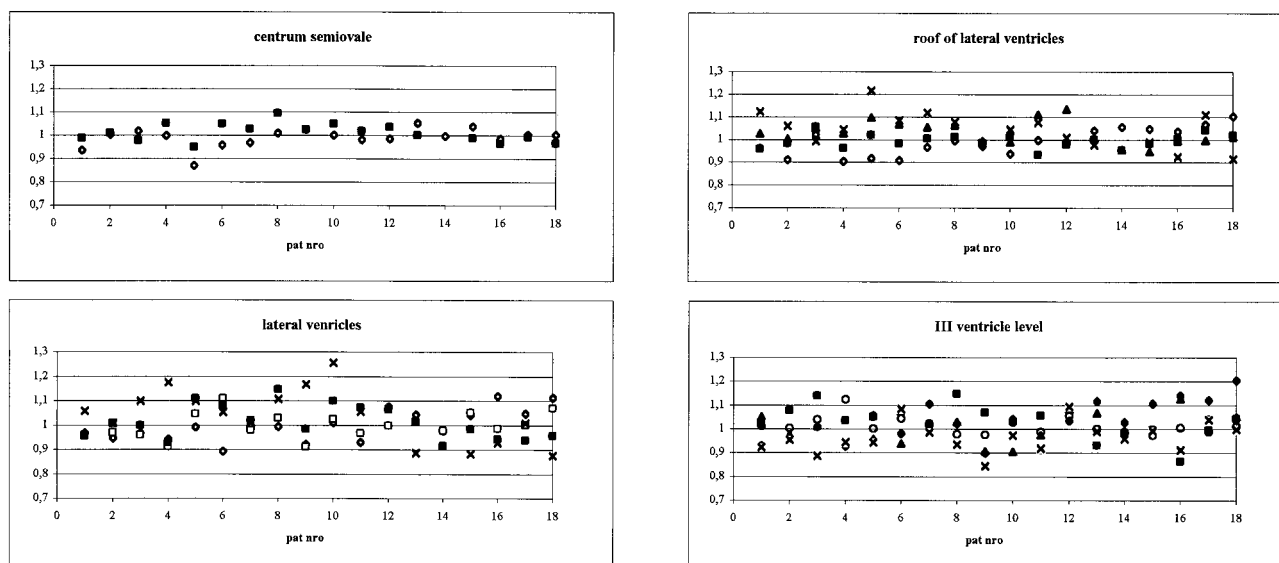 centrum semiovale
1,3
1,2
1,1
1
0,9
0,8
0,7
0 2 4 6 8 10 12 14 16 18
pat nro
roof of lateral ventricles
1,3
1,2
1,1
1
0,9
0,8
0,7
0 2 4 6 8 10 12 14 16 18
pat nro
lateral venricles
1,3
1,2
1,1
1
0,9
0,8
0,7
0 2 4 6 8 10 12 14 16 18
pat nro
III ventricle level
1,3
1,2
1,1
1
0,9
0,8
0,7
0 2 4 6 8 10 12 14 16 18
pat nro